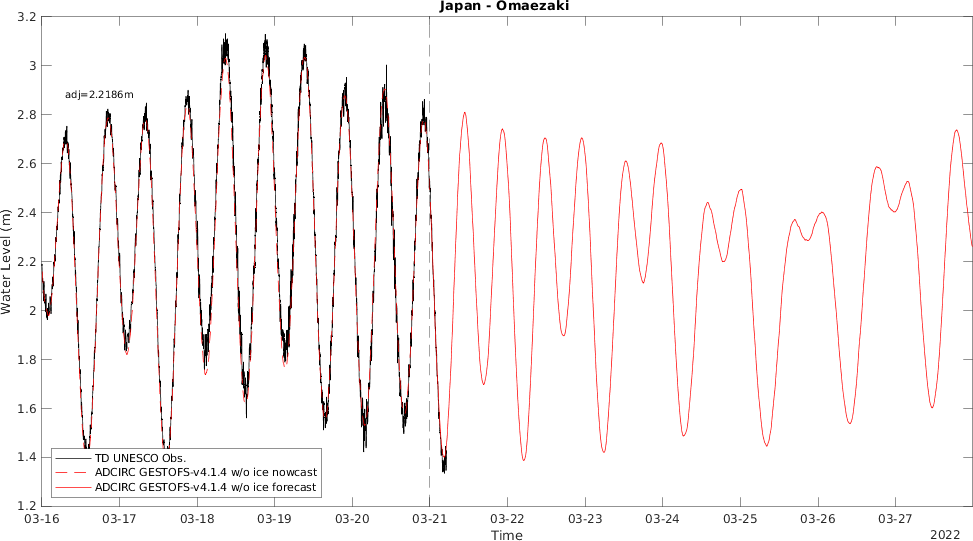 Japan - Omaezaki
3.2
3
2.8
2.6
2.4
2.2
2
1.8
1.6
1.4
1.2
Water Level (m)
adj=2.2186m
TD UNESCO Obs.
ADCIRC GESTOFS-v4.1.4 w/o ice nowcast
ADCIRC GESTOFS-v4.1.4 w/o ice forecast
03-16 03-17 03-18 03-19 03-20 03-21 03-22 03-23 03-24 03-25 03-26 03-27
Time
2022